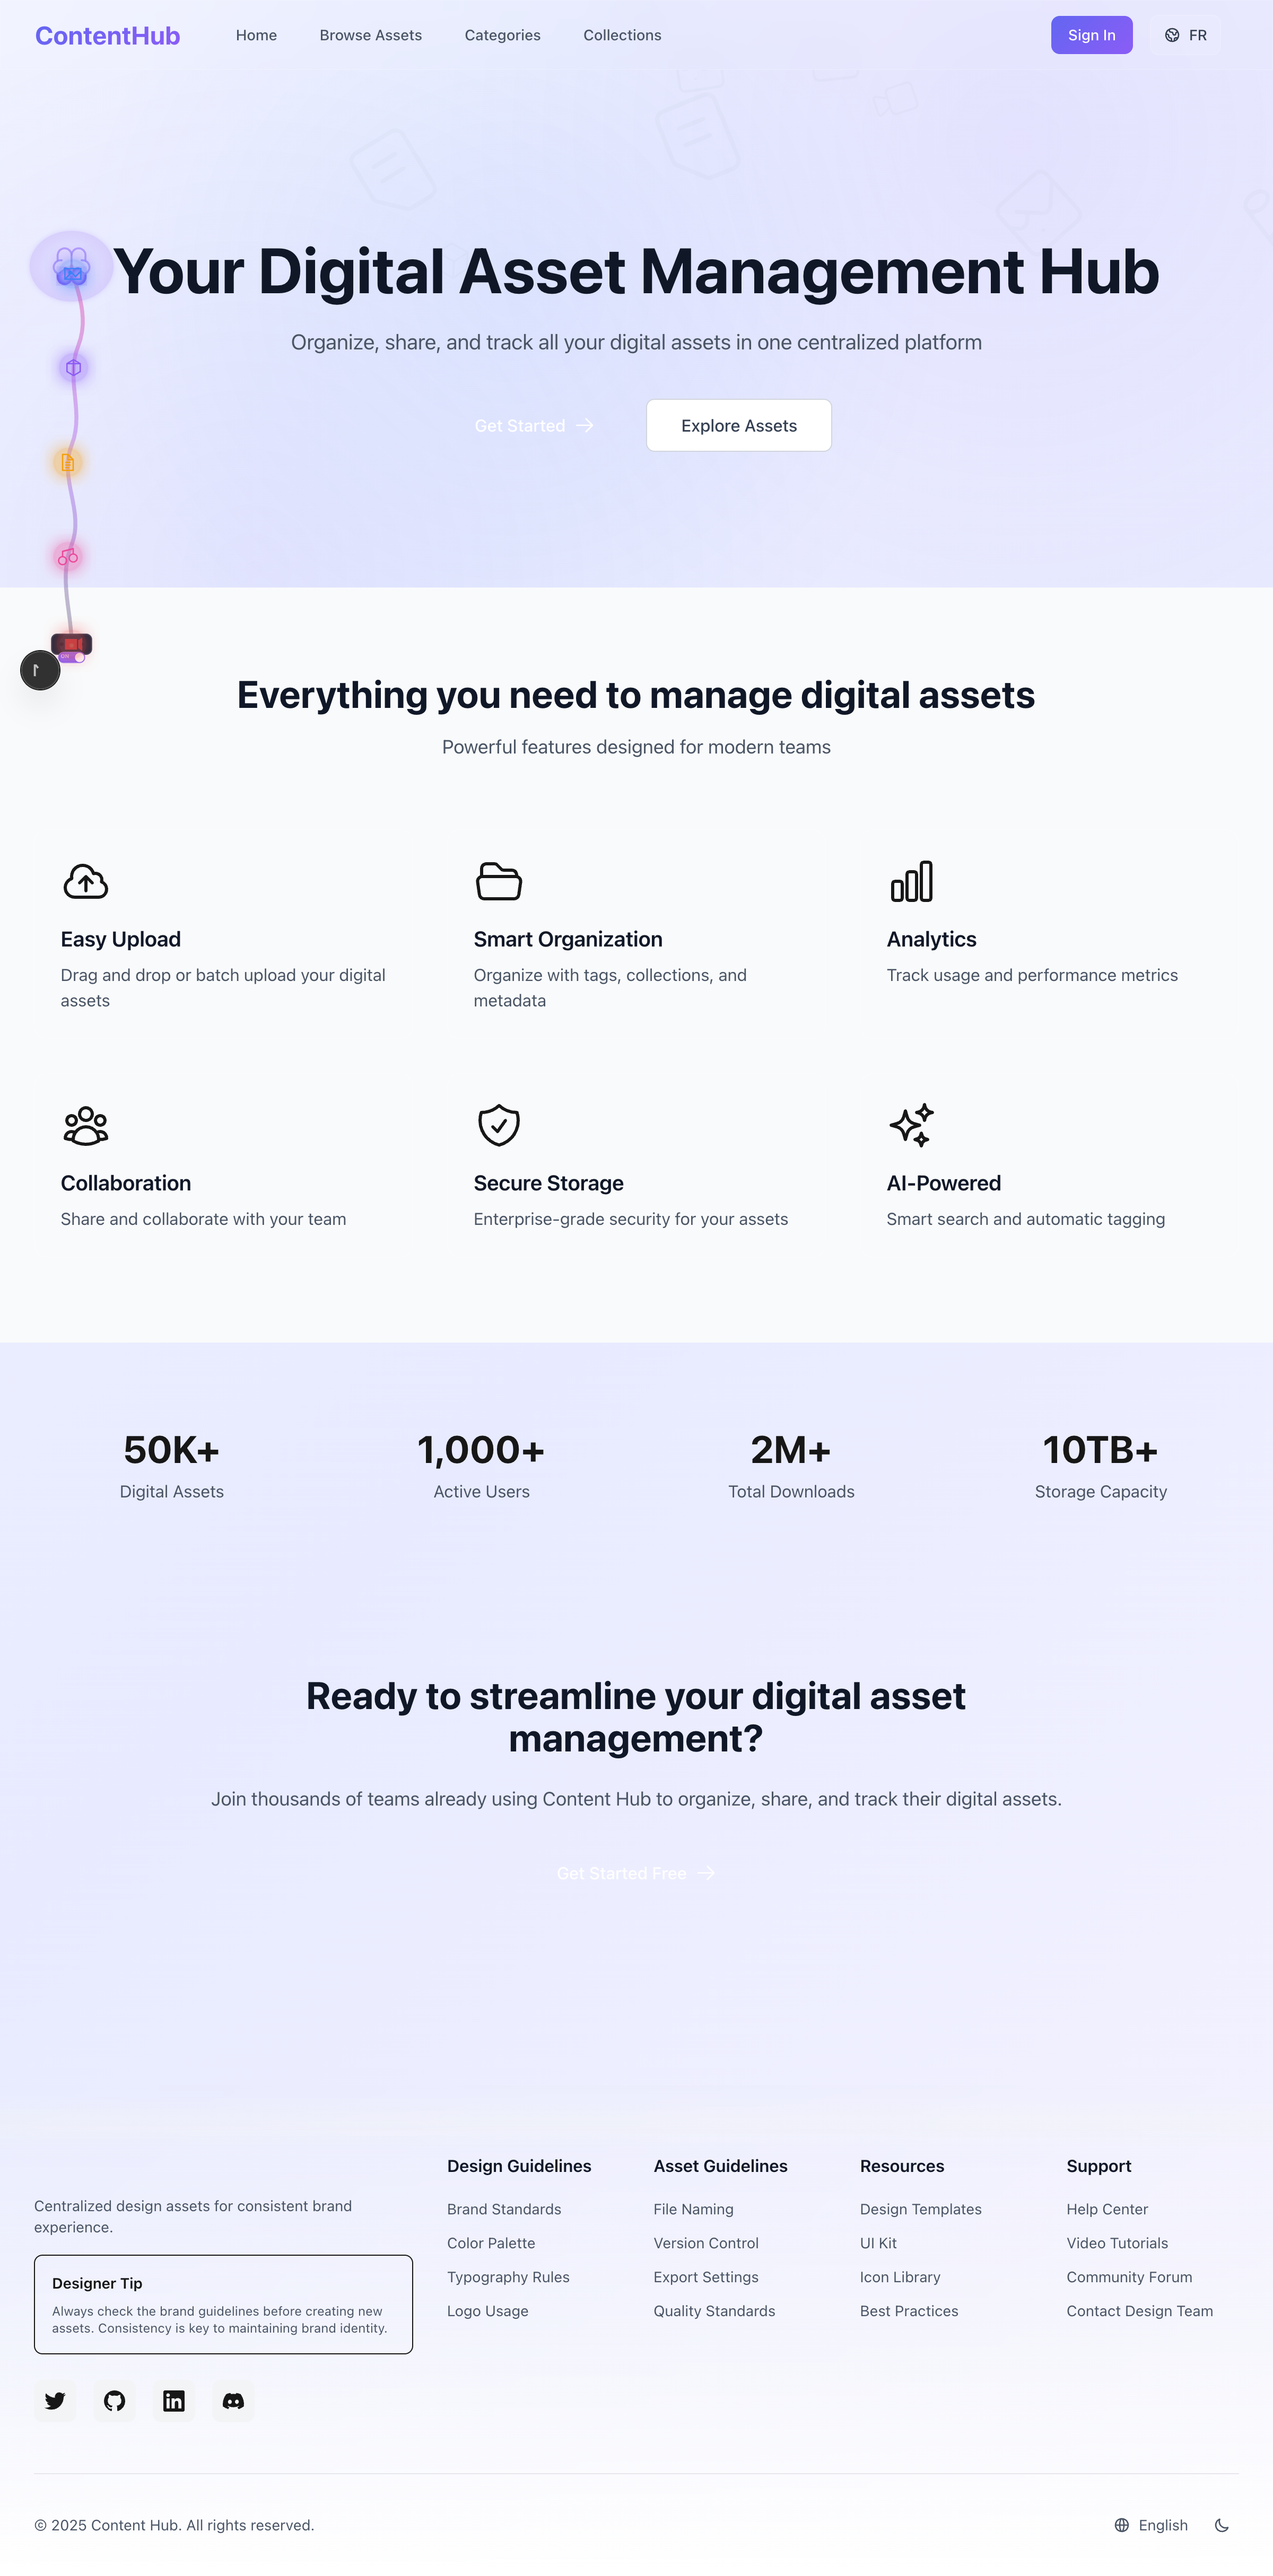 ContentHub
Home
Browse Assets
Categories
Collections
Sign In
FR
Your Digital Asset Management Hub
Organize, share, and track all your digital assets in one centralized platform
Get Started
Explore Assets
ON
Everything you need to manage digital assets
Powerful features designed for modern teams
Easy Upload
Drag and drop or batch upload your digital
assets
Smart Organization
Organize with tags, collections, and
metadata
Analytics
Track usage and performance metrics
Collaboration
Share and collaborate with your team
Secure Storage
Enterprise-grade security for your assets
AI-Powered
Smart search and automatic tagging
50K+
Digital Assets
1,000+
Active Users
2M+
Total Downloads
10TB+
Storage Capacity
Ready to streamline your digital asset
management?
Join thousands of teams already using Content Hub to organize, share, and track their digital assets.
Get Started Free
Centralized design assets for consistent brand
experience.
Designer Tip
Always check the brand guidelines before creating new
assets. Consistency is key to maintaining brand identity.
Design Guidelines
Brand Standards
Color Palette
Typography Rules
Logo Usage
Asset Guidelines
File Naming
Version Control
Export Settings
Quality Standards
Resources
Design Templates
UI Kit
Icon Library
Best Practices
Support
Help Center
Video Tutorials
Community Forum
Contact Design Team
© 2025 Content Hub. All rights reserved.
English